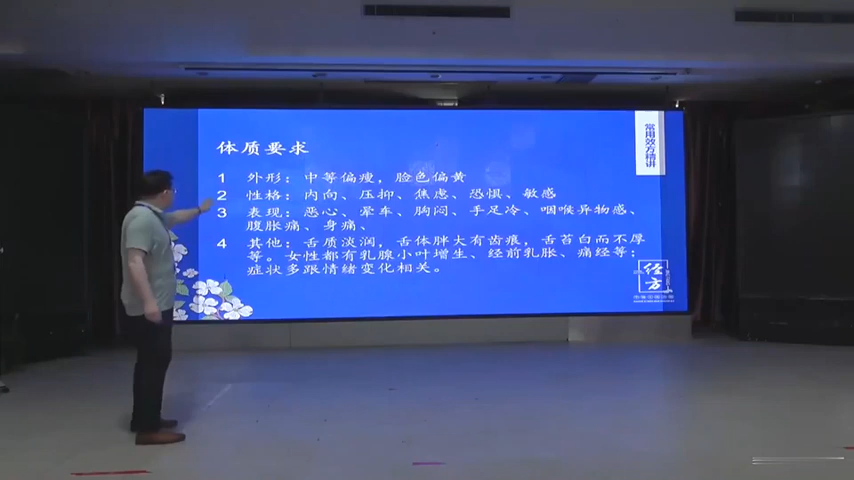 体质要求
常用效方精讲
1 外形：中等偏瘦，脸色偏黄
2 性格：内向、压抑、焦虑、恐惧、敏感
3 表现：恶心、晕车、胸闷、手足冷、咽喉异物感、
腹胀痛、身痛、
4 其他：舌质淡润，舌体胖大有齿痕，舌苔白而不厚
等。女性都有乳腺小叶增生、经前乳胀、痛经等；
症状多跟情绪变化相关。
经方